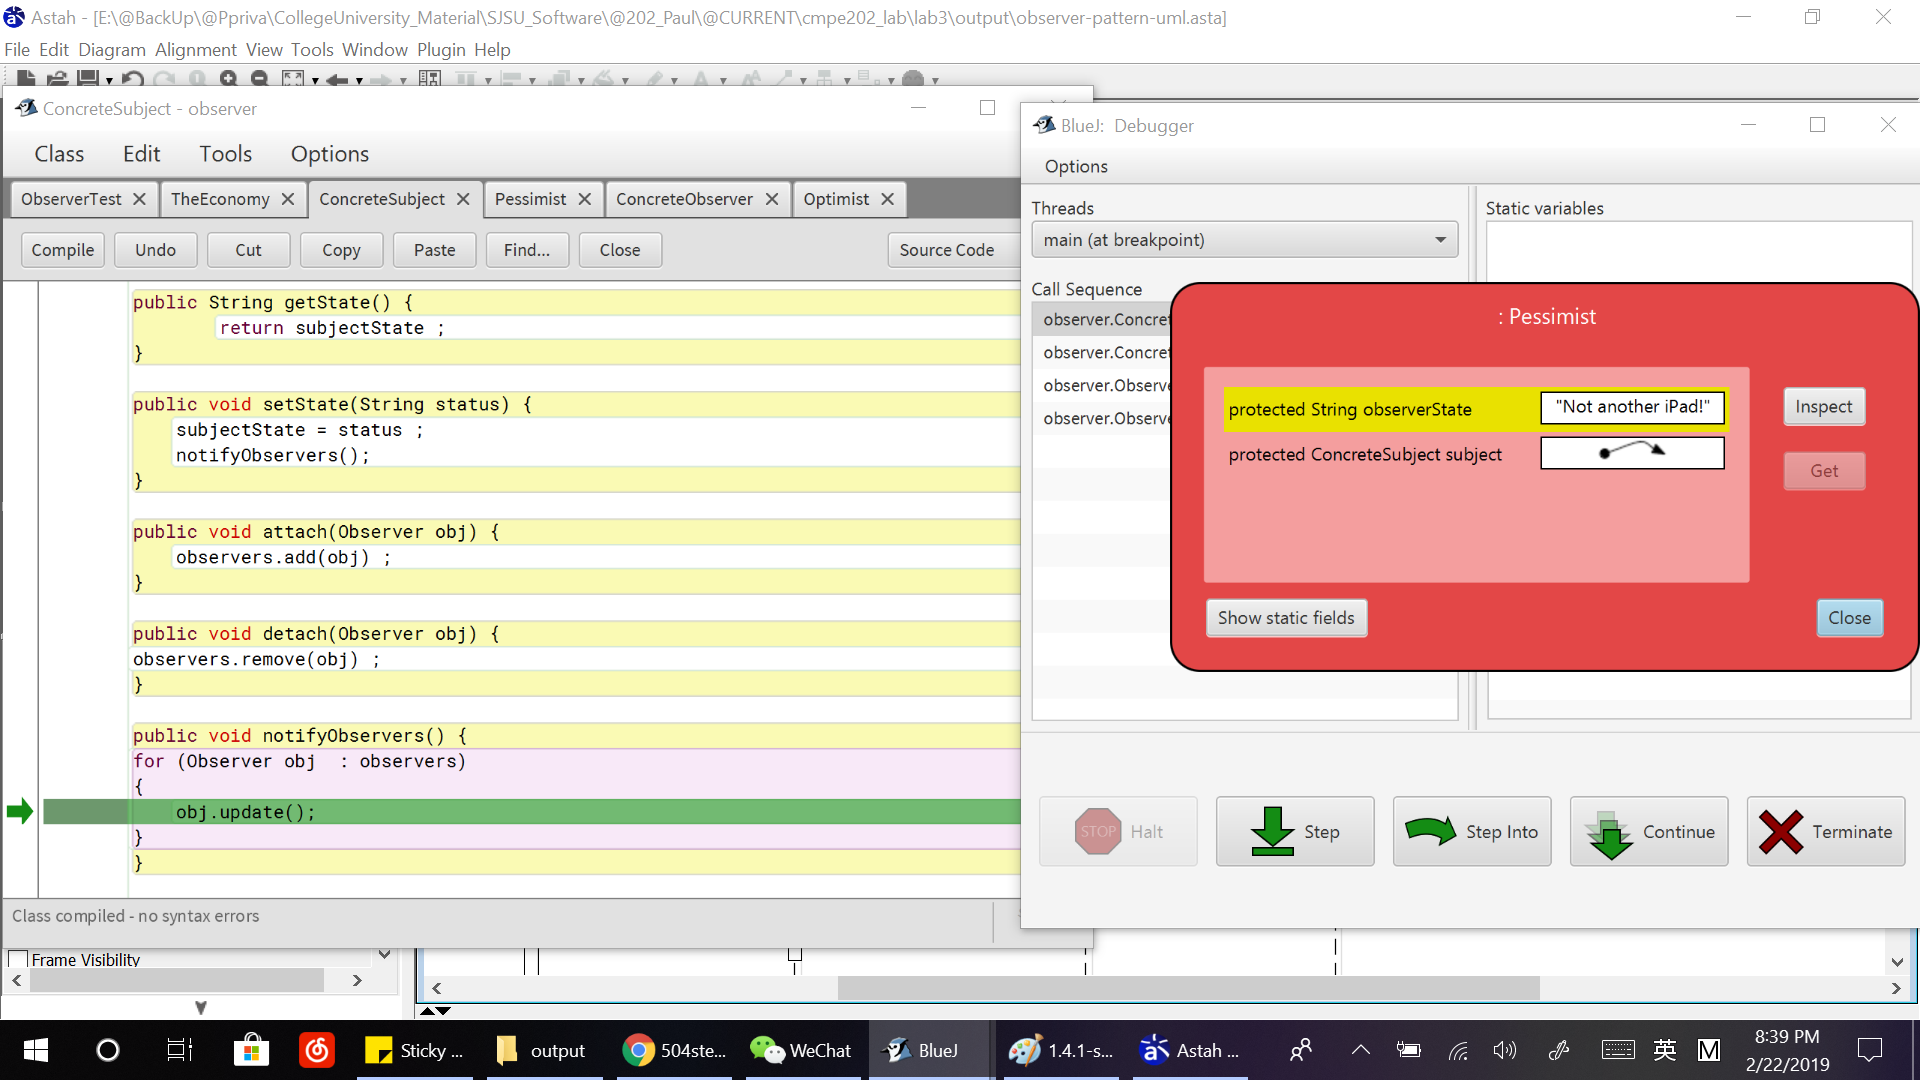 Astah - [E:\@BackUp\@Ppriva\CollegeUniversity_Material\SJSU_Software\@202_Paul\@CURRENT\cmpe202_lab\lab3\output\observer-pattern-uml.asta]
File Edit Diagram Alignment View Tools Window Plugin Help
ConcreteSubject - observer
Class Edit Tools Options
ObserverTest TheEconomy ConcreteSubject Pessimist ConcreteObserver Optimist
Compile Undo Cut Copy Paste Find... Close Source Code
public String getState() {
return subjectState ;
}
public void setState(String status) {
subjectState = status ;
notifyObservers();
}
public void attach(Observer obj) {
observers.add(obj) ;
}
public void detach(Observer obj) {
observers.remove(obj) ;
}
public void notifyObservers() {
for (Observer obj  : observers)
{
obj.update();
}
}
Class compiled - no syntax errors
BlueJ:  Debugger
Options
Threads
main (at breakpoint)
Call Sequence
observer.Concret
observer.Concret
observer.Observe
observer.Observe
Static variables
: Pessimist
protected String observerState "Not another iPad!"
protected ConcreteSubject subject
Inspect
Get
Show static fields Close
STOP Halt Step Step Into Continue Terminate
Frame Visibility
Sticky ... output 504ste... WeChat BlueJ 1.4.1-s... Astah ... 英 M
8:39 PM
2/22/2019